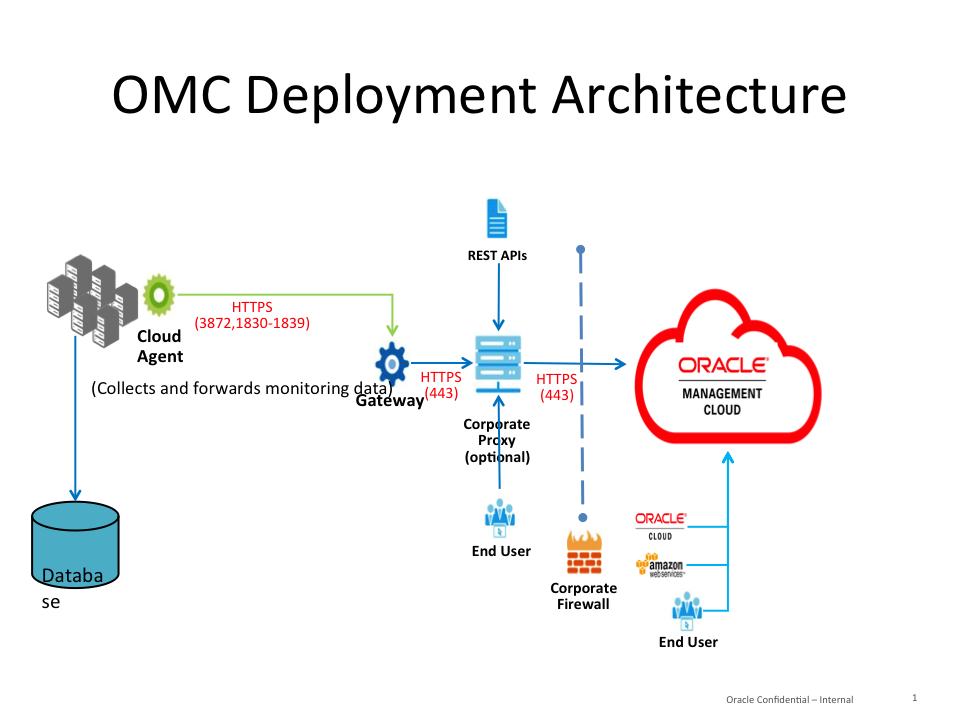 OMC Deployment Architecture
REST APIs
HTTPS
(3872,1830-1839)
Cloud
Agent
(Collects and forwards monitoring data)
Gateway
HTTPS
(443)
HTTPS
(443)
Corporate
Proxy
(optional)
ORACLE®
MANAGEMENT
CLOUD
End User
Databa
se
Corporate
Firewall
ORACLE®
CLOUD
amazon
webservices™
End User
Oracle Confidential – Internal
1